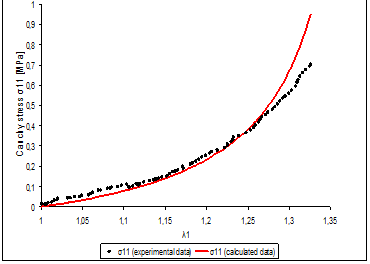 1
0,9
0,8
0,7
0,6
0,5
0,4
0,3
0,2
0,1
0
Cauchy stress σ11 [MPa]
1 1,05 1,1 1,15 1,2 1,25 1,3 1,35
λ1
σ11 (experimental data) σ11 (calculated data)